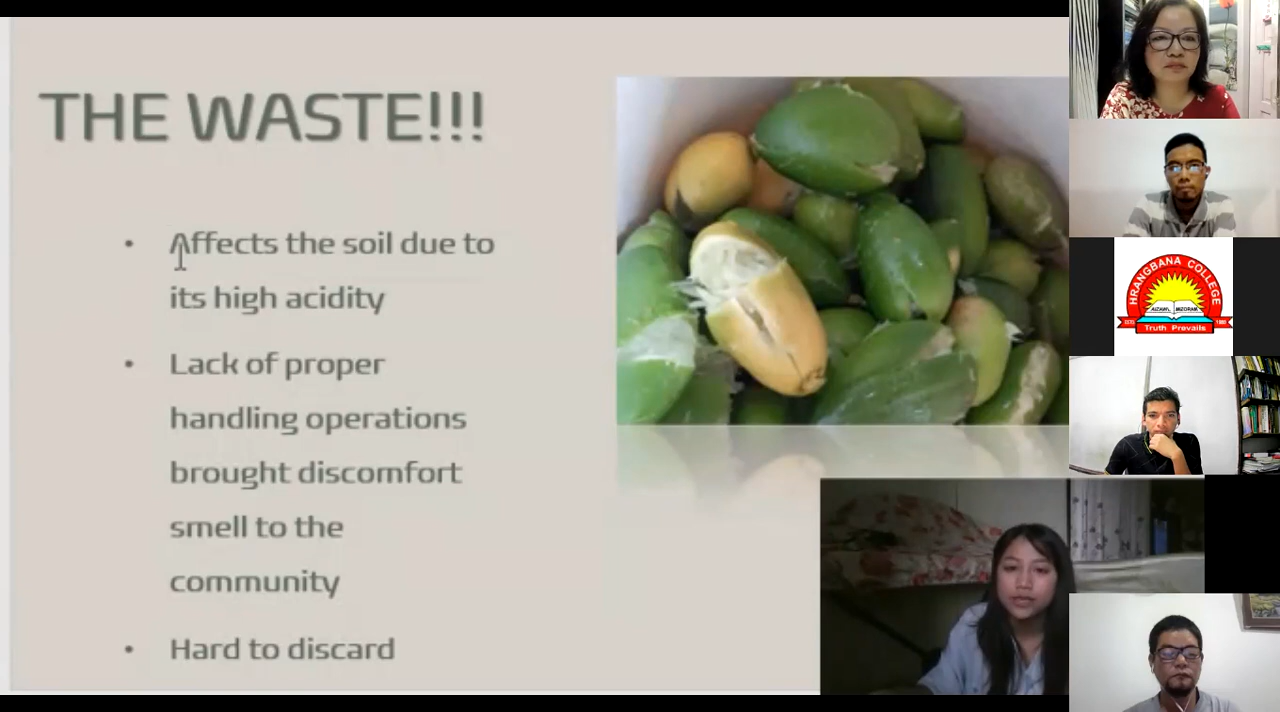 THE WASTE!!!
• Affects the soil due to
its high acidity
• Lack of proper
handling operations
brought discomfort
smell to the
community
• Hard to discard
HRANGBANA COLLEGE
AIZAWL MIZORAM
Truth Prevails